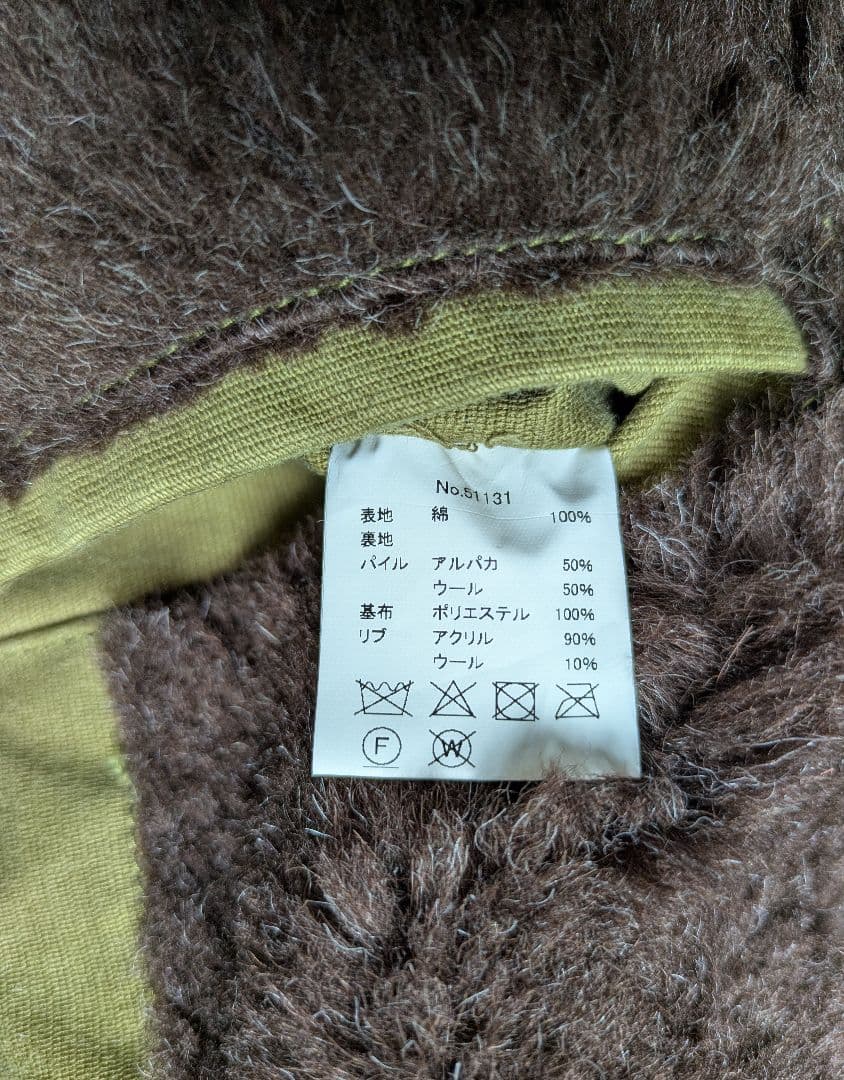 No.51131
表地 綿 100%
裏地
パイル アルパカ 50%
ウール 50%
基布 ポリエステル 100%
リブ アクリル 90%
ウール 10%
F W